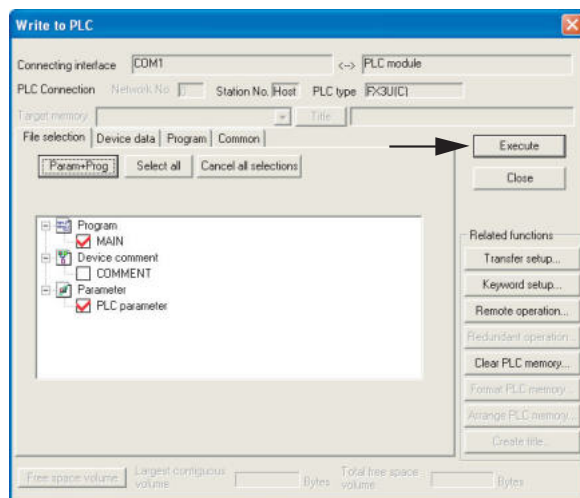 Write to PLC
Connecting interface COM1 <--> PLC module
PLC Connection Network No. 0 Station No. Host PLC type FX3U(C)
Target memory Title
File selection Device data Program Common
Execute
Param+Prog Select all Cancel all selections
Close
Program
MAIN
Device comment
COMMENT
Parameter
PLC parameter
Related functions
Transfer setup...
Keyword setup...
Remote operation...
Redundant operation...
Clear PLC memory...
Format PLC memory...
Arrange PLC memory...
Create title...
Free space volume Largest contiguous volume Bytes Total free space volume Bytes